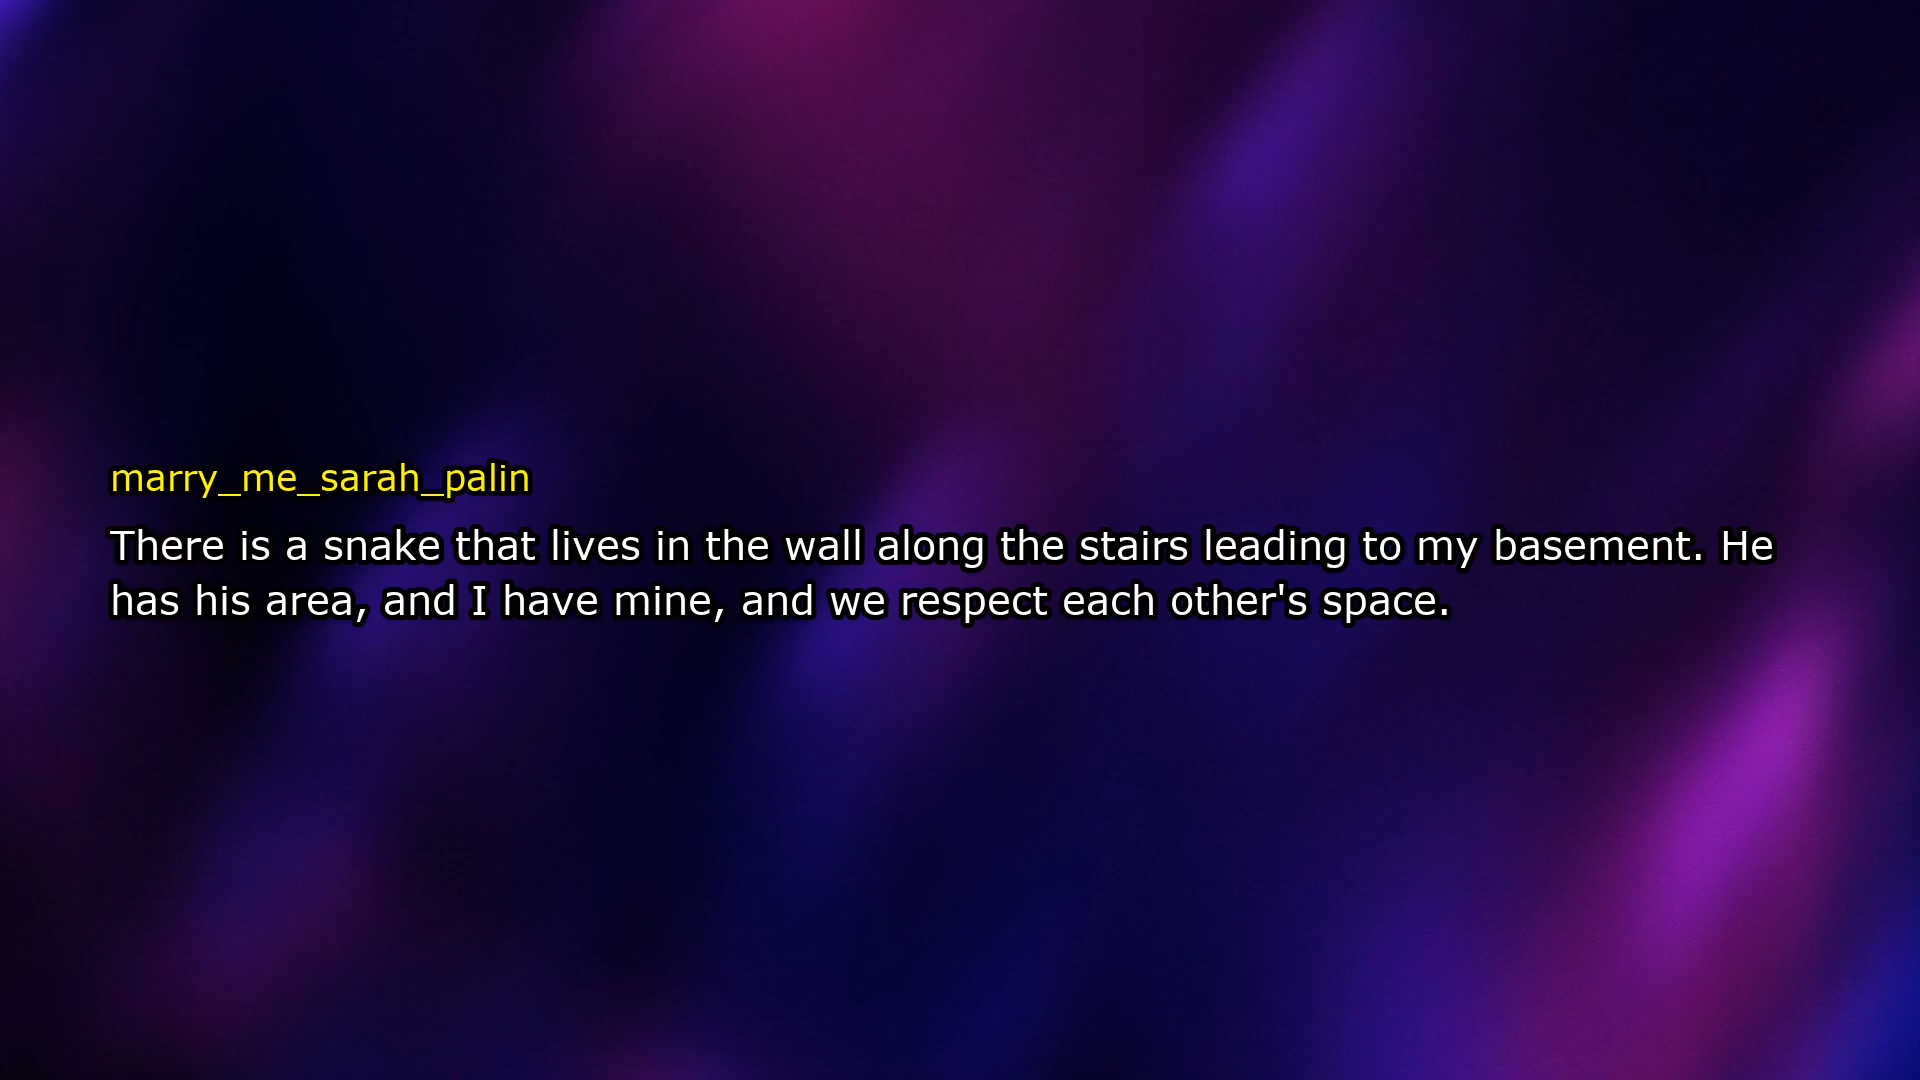 marry_me_sarah_palin
There is a snake that lives in the wall along the stairs leading to my basement. He
has his area, and I have mine, and we respect each other's space.